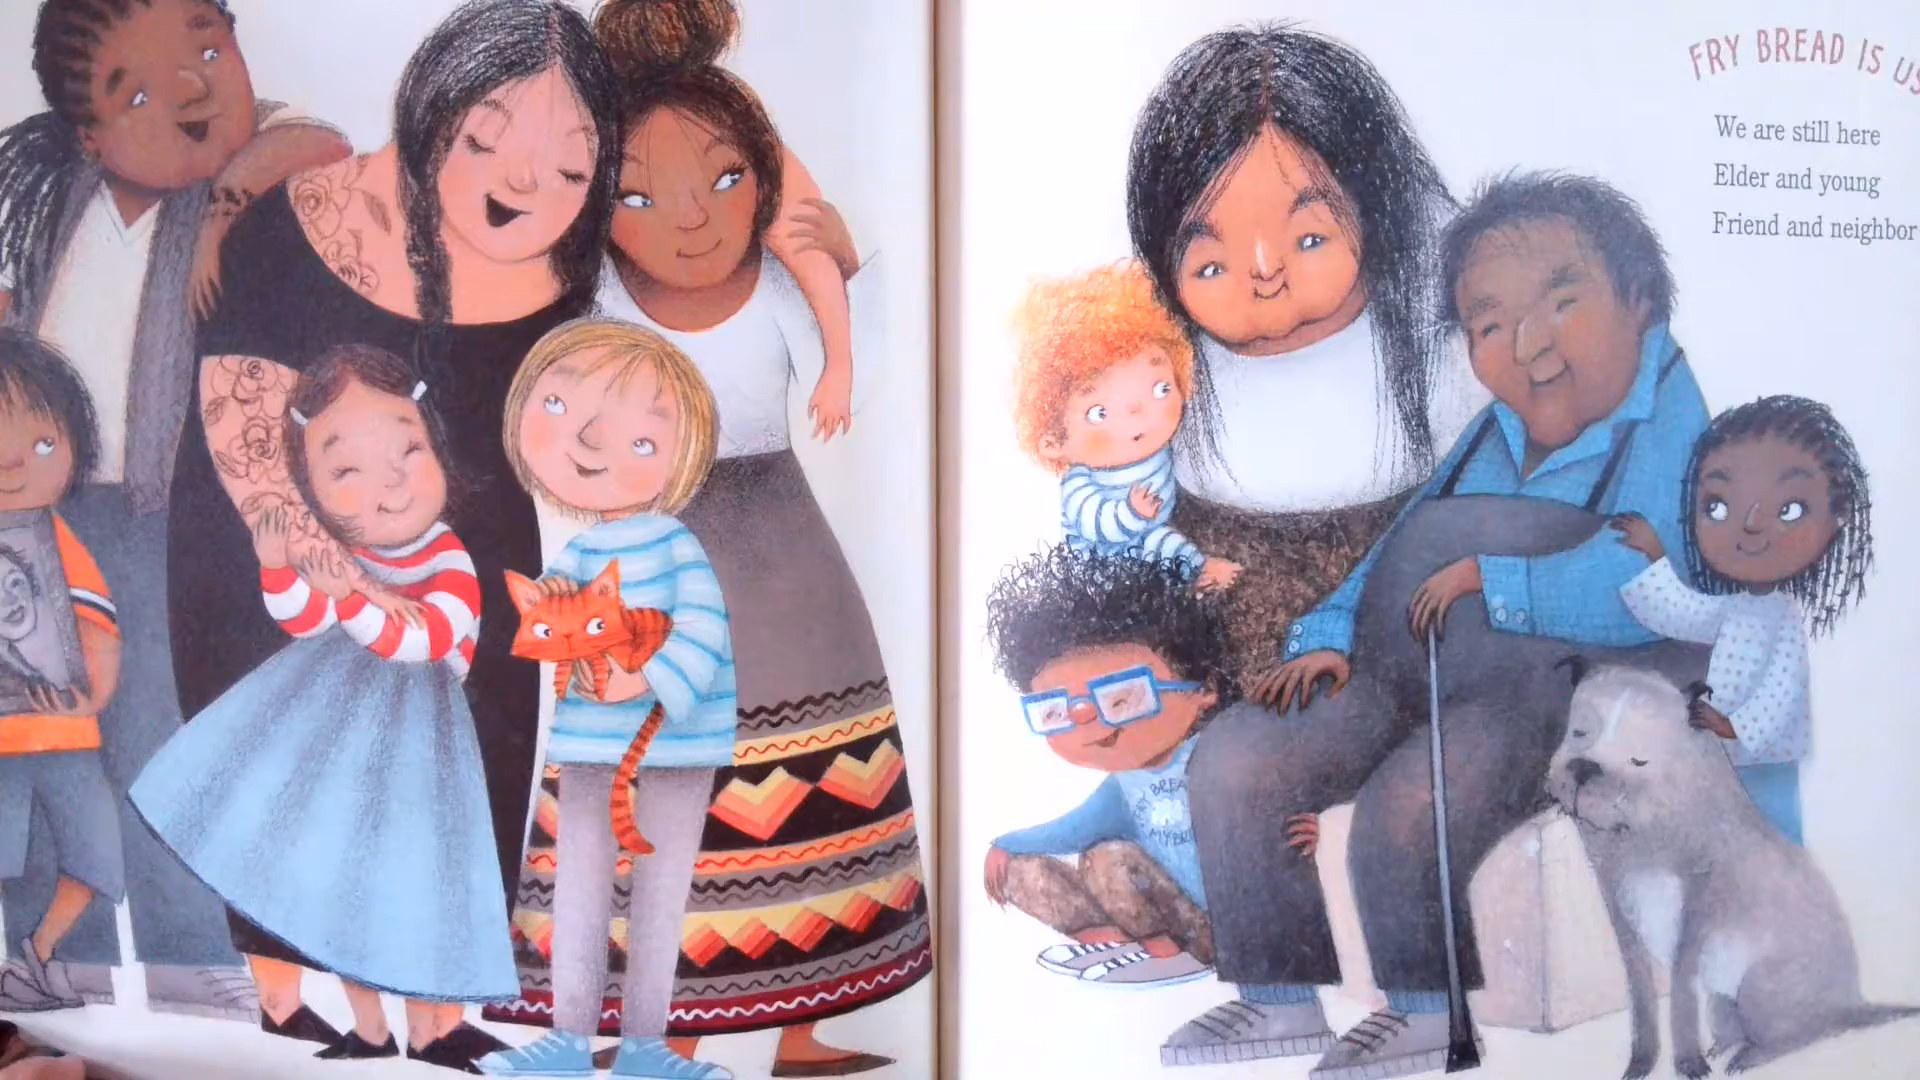 FRY BREAD IS US
We are still here
Elder and young
Friend and neighbor